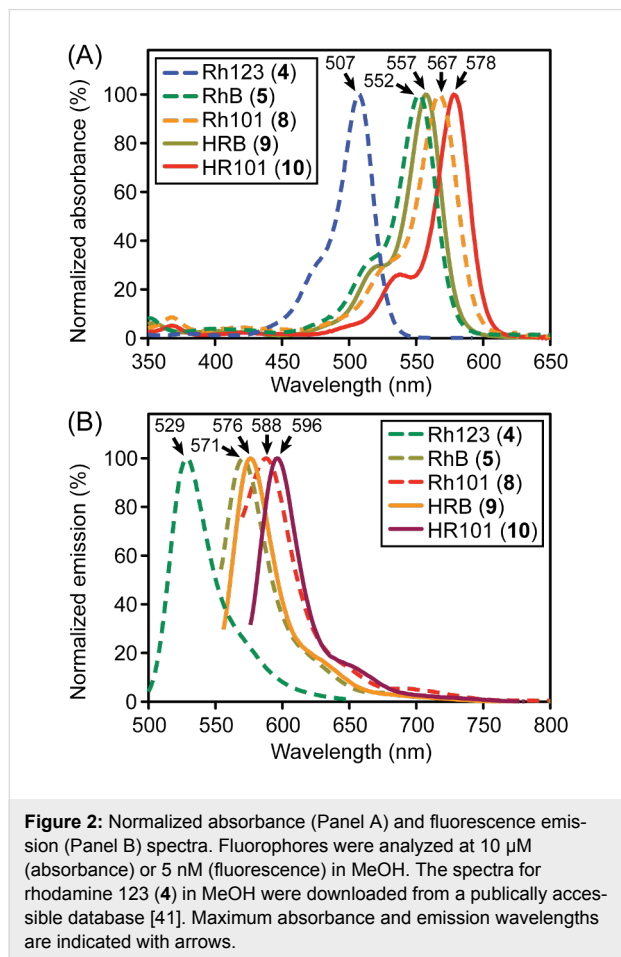 (A)
507
552
557
567
578
Rh123 (4)
RhB (5)
Rh101 (8)
HRB (9)
HR101 (10)
Normalized absorbance (%)
100
80
60
40
20
0
350 400 450 500 550 600 650
Wavelength (nm)
(B)
529
571
576
588
596
Rh123 (4)
RhB (5)
Rh101 (8)
HRB (9)
HR101 (10)
Normalized emission (%)
100
80
60
40
20
0
500 550 600 650 700 750 800
Wavelength (nm)
Figure 2: Normalized absorbance (Panel A) and fluorescence emis-
sion (Panel B) spectra. Fluorophores were analyzed at 10 μM
(absorbance) or 5 nM (fluorescence) in MeOH. The spectra for
rhodamine 123 (4) in MeOH were downloaded from a publically acces-
sible database [41]. Maximum absorbance and emission wavelengths
are indicated with arrows.